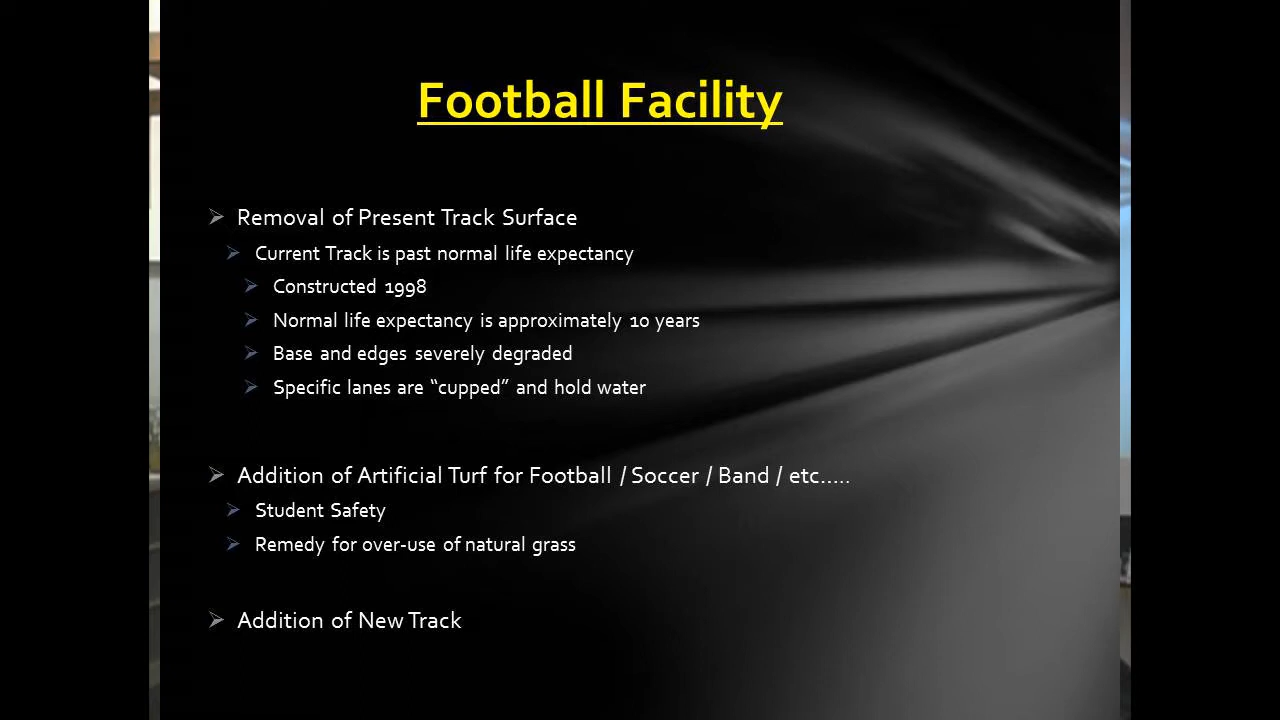 Football Facility
Removal of Present Track Surface
Current Track is past normal life expectancy
Constructed 1998
Normal life expectancy is approximately 10 years
Base and edges severely degraded
Specific lanes are “cupped” and hold water
Addition of Artificial Turf for Football / Soccer / Band / etc…..
Student Safety
Remedy for over-use of natural grass
Addition of New Track